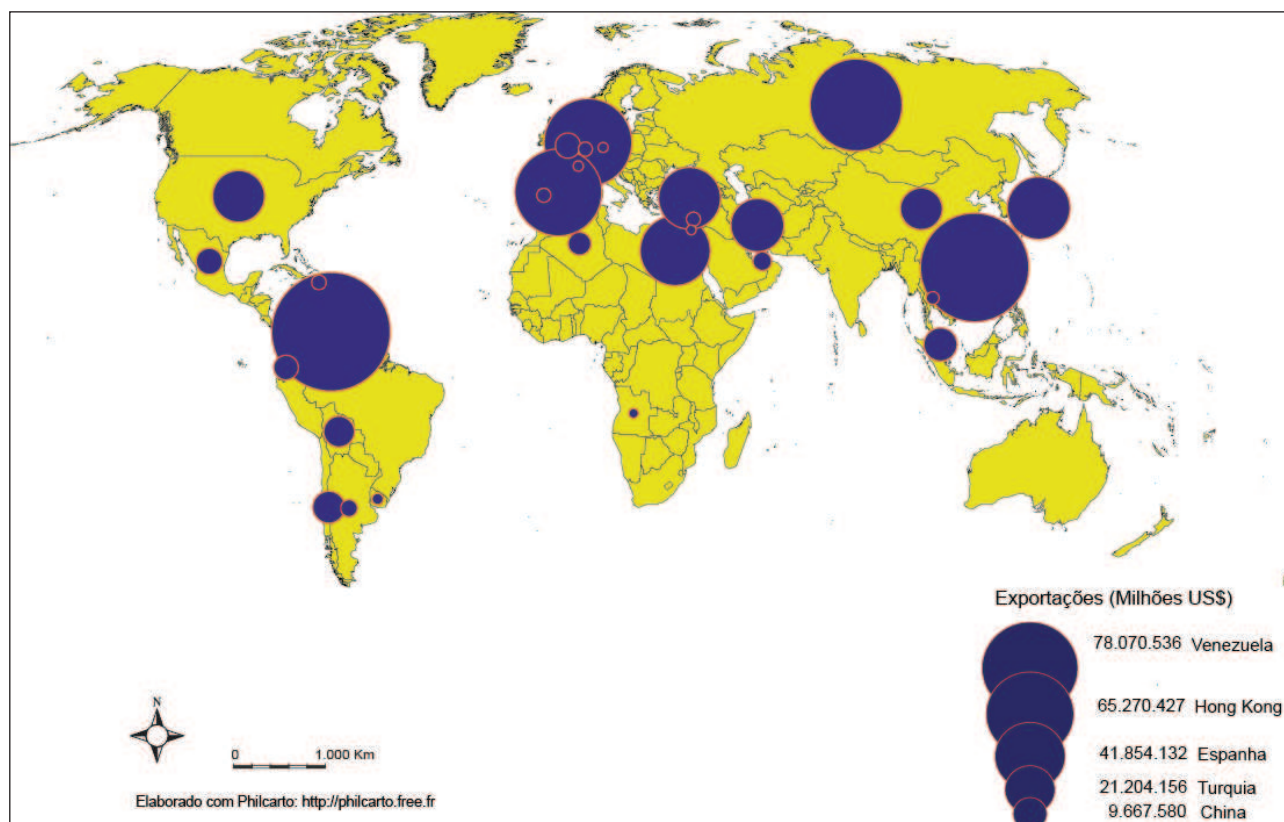 Exportações (Milhões US$)
78.070.536 Venezuela
65.270.427 Hong Kong
41.854.132 Espanha
21.204.156 Turquia
9.667.580 China
N
0 1.000 Km
Elaborado com Philcarto: http://philcarto.free.fr